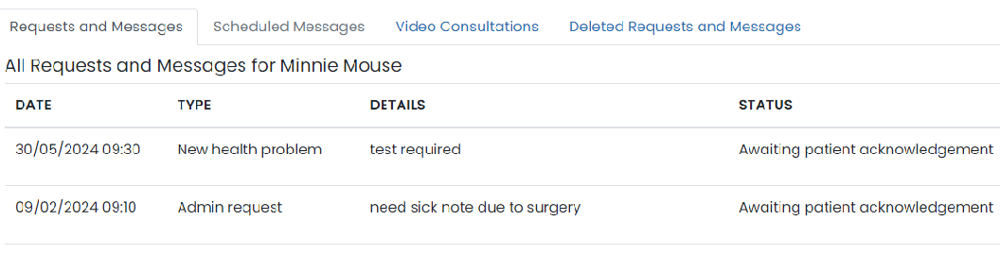 Requests and Messages Scheduled Messages Video Consultations Deleted Requests and Messages
All Requests and Messages for Minnie Mouse
DATE TYPE DETAILS STATUS
30/05/2024 09:30 New health problem test required Awaiting patient acknowledgement
09/02/2024 09:10 Admin request need sick note due to surgery Awaiting patient acknowledgement